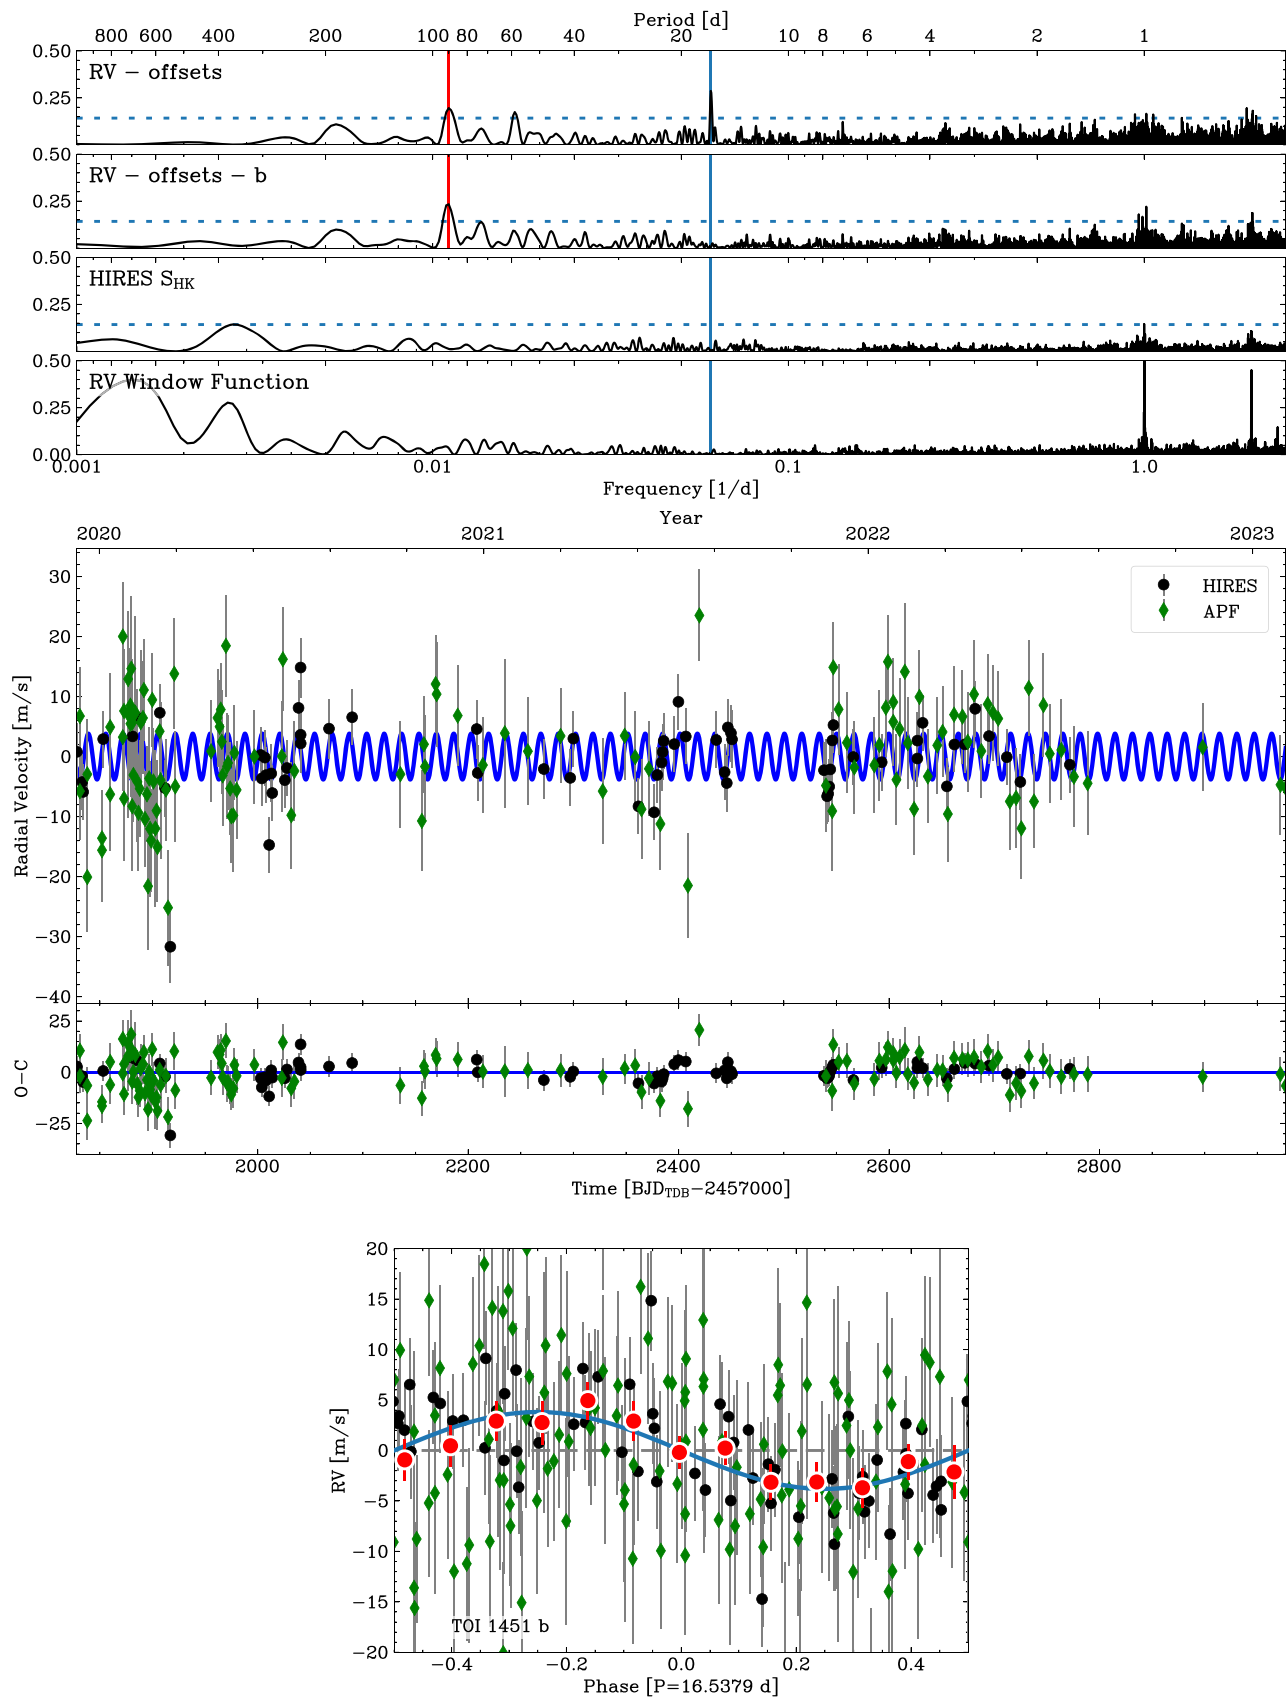 Period [d]
800 600 400 200 100 80 60 40 20 10 8 6 4 2 1
0.50
RV − offsets
0.25
0.50
RV − offsets − b
0.25
0.50
HIRES S_HK
0.25
0.50
RV Window Function
0.25
0.00
0.001 0.01 0.1 1.0
Frequency [1/d]
Year
2020 2021 2022 2023
HIRES
APF
30
20
10
0
−10
−20
−30
−40
Radial Velocity [m/s]
25
0
−25
O−C
2000 2200 2400 2600 2800
Time [BJD_TDB−2457000]
20
15
10
5
0
−5
−10
−15
−20
RV [m/s]
TOI 1451 b
−0.4 −0.2 0.0 0.2 0.4
Phase [P=16.5379 d]